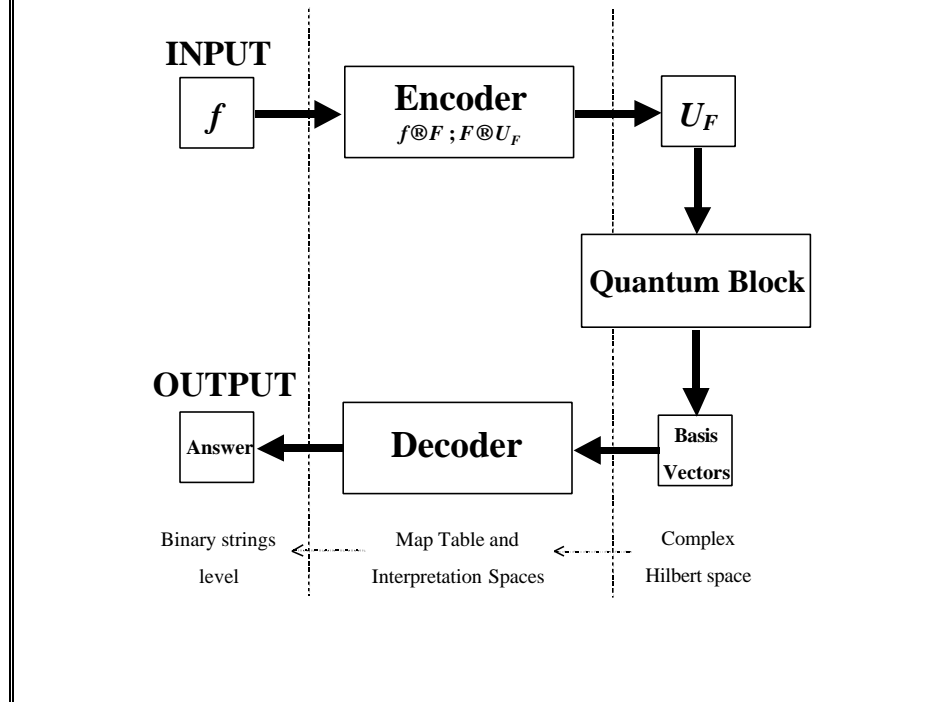 INPUT
f
Encoder
f®F ; F®U_F
U_F
Quantum Block
OUTPUT
Answer
Decoder
Basis
Vectors
Binary strings
level
Map Table and
Interpretation Spaces
Complex
Hilbert space